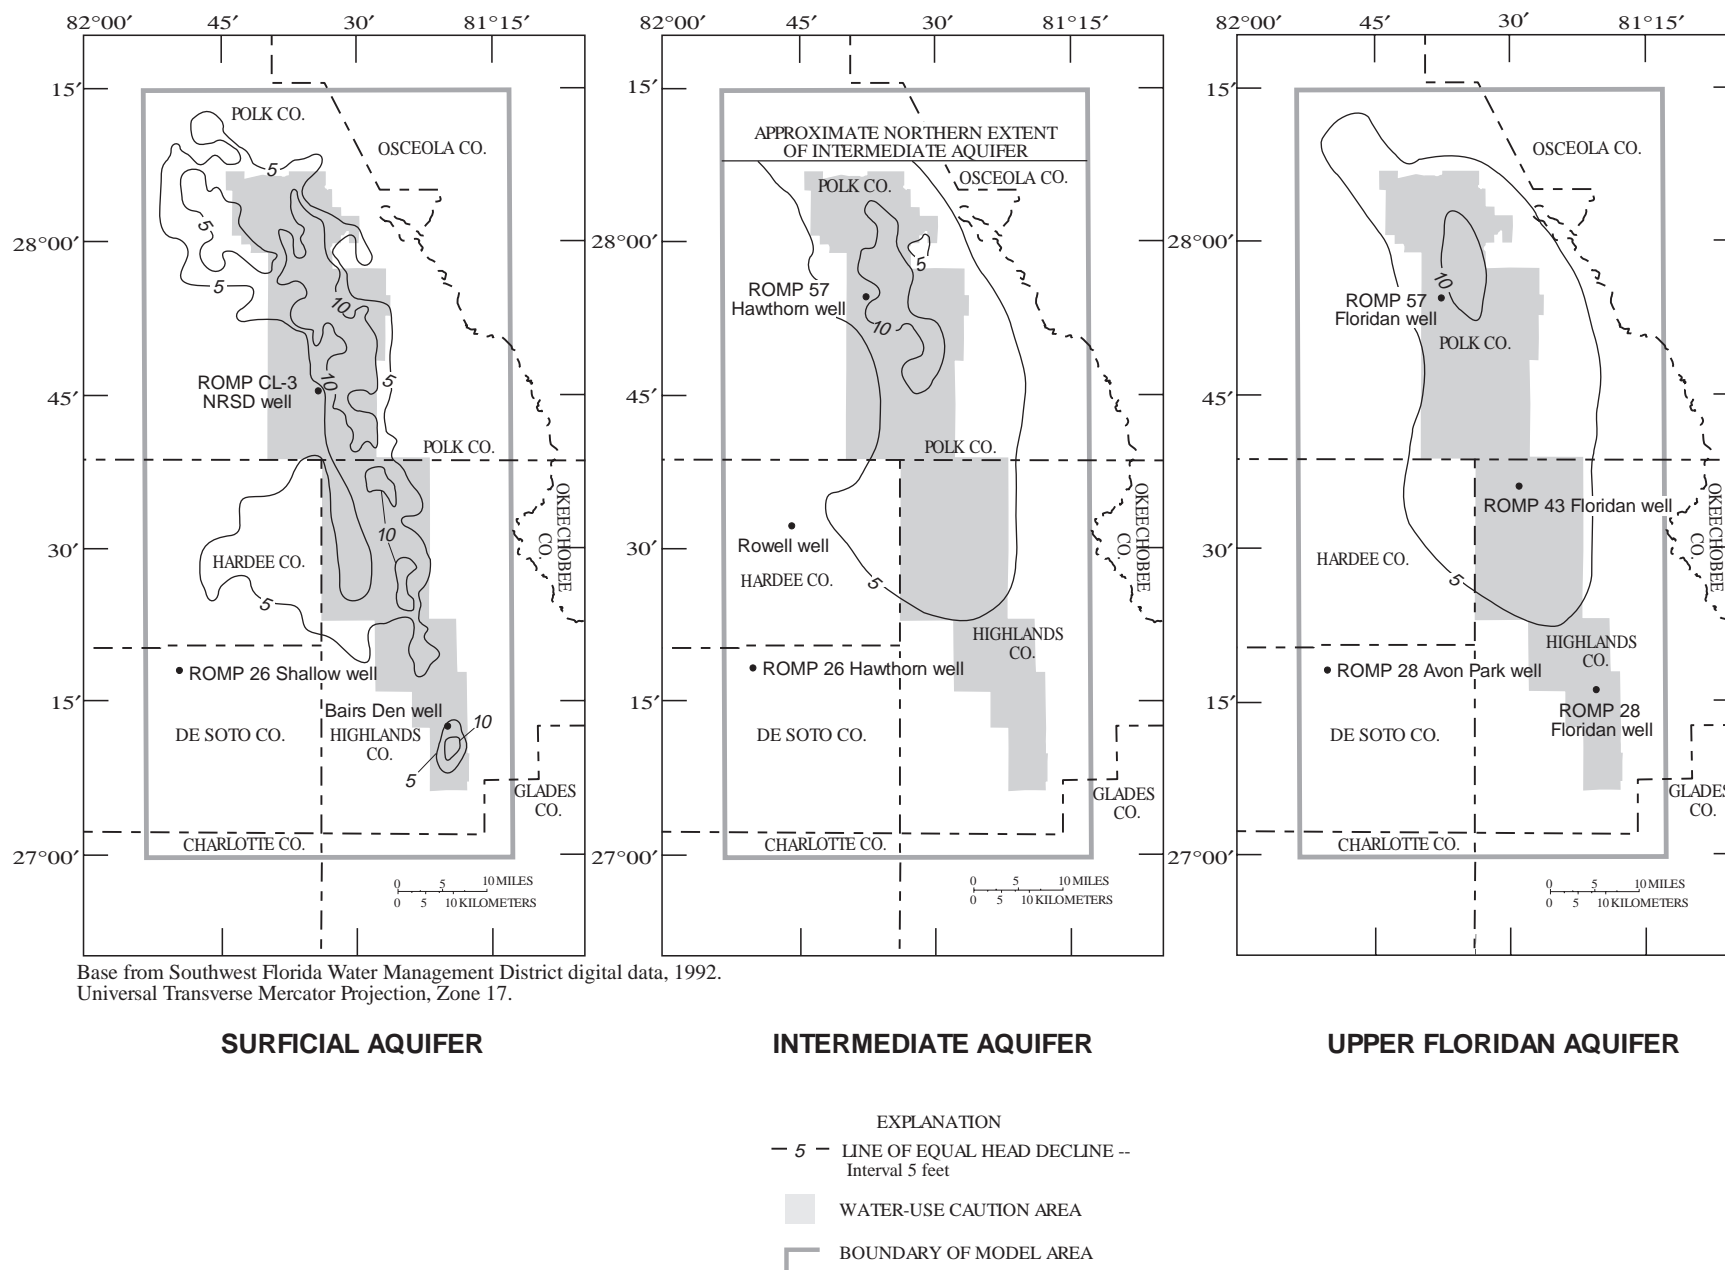 82°00′ 45′ 30′ 81°15′
15′
28°00′
45′
30′
15′
27°00′
POLK CO.
OSCEOLA CO.
5
5
5
10
10
5
ROMP CL-3
NRSD well
POLK CO.
OKEECHOBEE
CO.
10
HARDEE CO.
5
ROMP 26 Shallow well
Bairs Den well
10
DE SOTO CO.
HIGHLANDS
CO.
5
GLADES
CO.
CHARLOTTE CO.
0 5 10 MILES
0 5 10 KILOMETERS
82°00′ 45′ 30′ 81°15′
15′
28°00′
45′
30′
15′
27°00′
APPROXIMATE NORTHERN EXTENT
OF INTERMEDIATE AQUIFER
POLK CO.
OSCEOLA CO.
5
ROMP 57
Hawthorn well
10
POLK CO.
OKEECHOBEE
CO.
Rowell well
HARDEE CO.
5
HIGHLANDS
CO.
ROMP 26 Hawthorn well
DE SOTO CO.
GLADES
CO.
CHARLOTTE CO.
0 5 10 MILES
0 5 10 KILOMETERS
82°00′ 45′ 30′ 81°15′
15′
28°00′
45′
30′
15′
27°00′
OSCEOLA CO.
10
ROMP 57
Floridan well
POLK CO.
OKEECHOBEE
CO.
ROMP 43 Floridan well
HARDEE CO.
5
HIGHLANDS
CO.
ROMP 28 Avon Park well
ROMP 28
Floridan well
DE SOTO CO.
GLADES
CO.
CHARLOTTE CO.
0 5 10 MILES
0 5 10 KILOMETERS
Base from Southwest Florida Water Management District digital data, 1992.
Universal Transverse Mercator Projection, Zone 17.
SURFICIAL AQUIFER
INTERMEDIATE AQUIFER
UPPER FLORIDAN AQUIFER
EXPLANATION
5 LINE OF EQUAL HEAD DECLINE --
Interval 5 feet
WATER-USE CAUTION AREA
BOUNDARY OF MODEL AREA